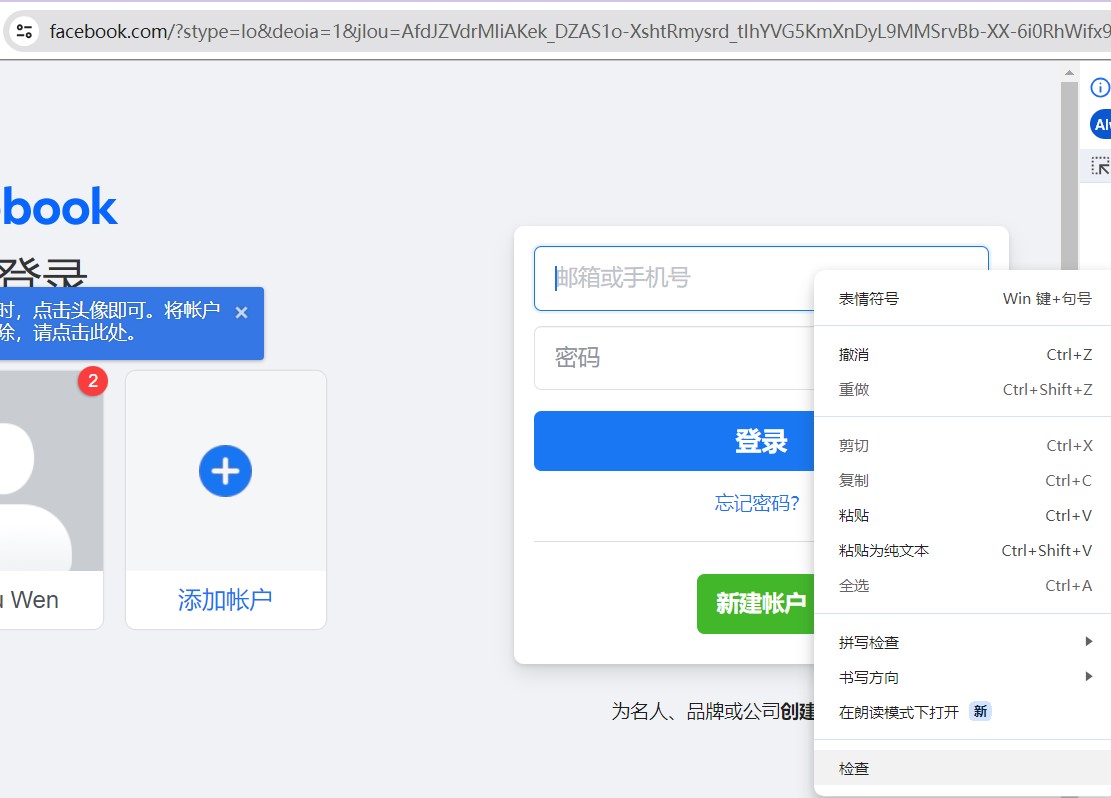 facebook.com/?stype=lo&deoia=1&jlou=AfdJZVdrMIiAKek_DZAS1o-XshtRmysrd_tIhYVG5KmXnDyL9MMSrvBb-XX-6i0RhWifx9
book
登录
时，点击头像即可。将帐户 ×
除，请点击此处。
2
Wen
添加帐户
邮箱或手机号
密码
登录
忘记密码？
新建帐户
为名人、品牌或公司创建
表情符号 Win 键+句号
撤消 Ctrl+Z
重做 Ctrl+Shift+Z
剪切 Ctrl+X
复制 Ctrl+C
粘贴 Ctrl+V
粘贴为纯文本 Ctrl+Shift+V
全选 Ctrl+A
拼写检查
书写方向
在朗读模式下打开 新
检查